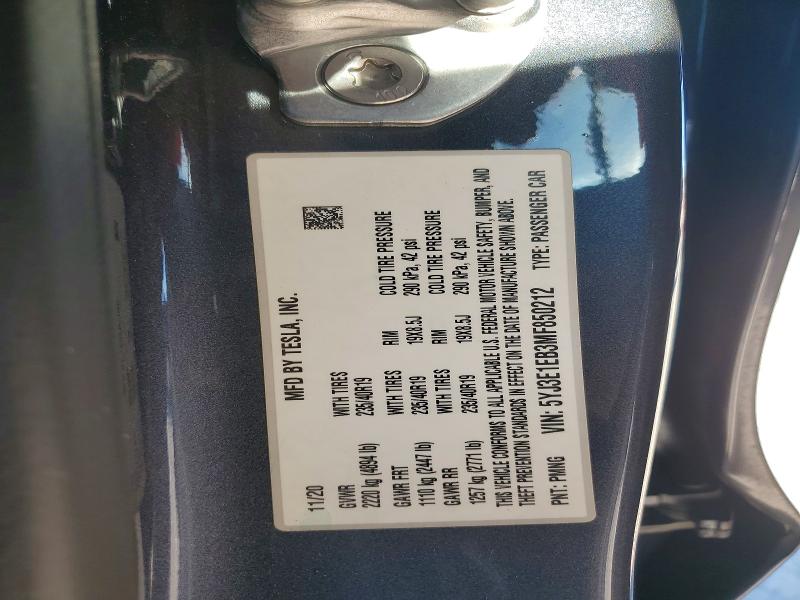 100
MFD BY TESLA, INC.
11/20
GVWR WITH TIRES
2220 kg (4894 lb) 235/40R19
GAWR FRT WITH TIRES RIM COLD TIRE PRESSURE
1110 kg (2447 lb) 235/40R19 19X8.5J 290 kPa, 42 psi
GAWR RR WITH TIRES RIM COLD TIRE PRESSURE
1257 kg (2771 lb) 235/40R19 19X8.5J 290 kPa, 42 psi
THIS VEHICLE CONFORMS TO ALL APPLICABLE U.S. FEDERAL MOTOR VEHICLE SAFETY, BUMPER, AND
THEFT PREVENTION STANDARDS IN EFFECT ON THE DATE OF MANUFACTURE SHOWN ABOVE.
PNT: PMNG VIN: 5YJ3E1EB3MF850212 TYPE: PASSENGER CAR